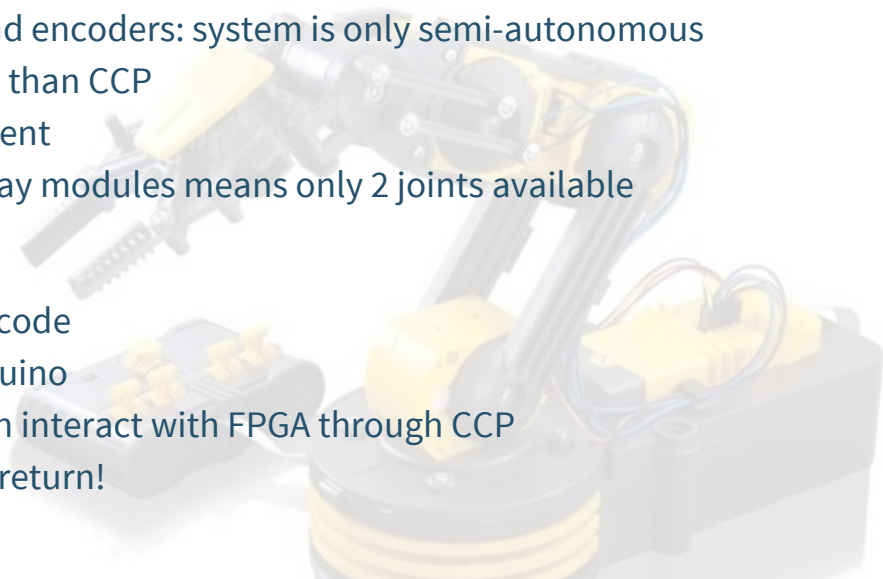 nd encoders: system is only semi-autonomous
than CCP
ent
ay modules means only 2 joints available
code
uino
n interact with FPGA through CCP
return!